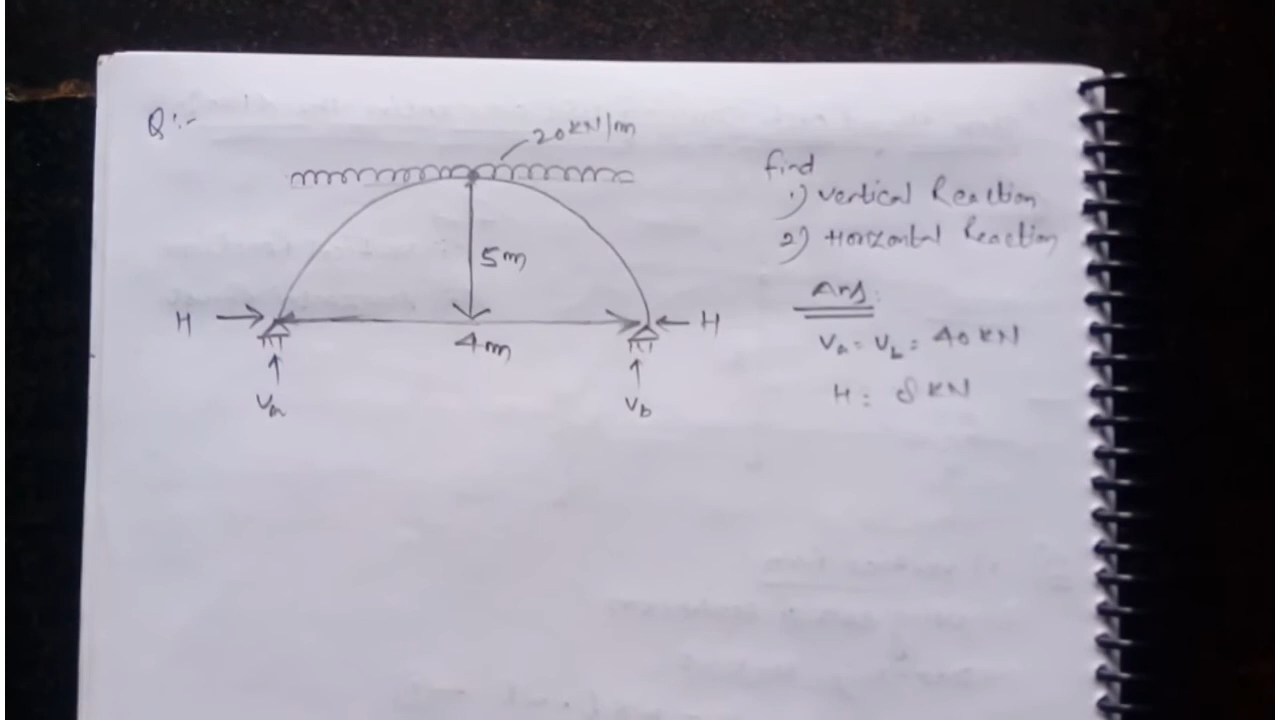 Q:-
20kN/m
find
1) vertical Reaction
2) Horizontal Reaction
5m
Ans:
H
H
4m
Va = Vb = 40 kN
H = 8 kN
Va
Vb